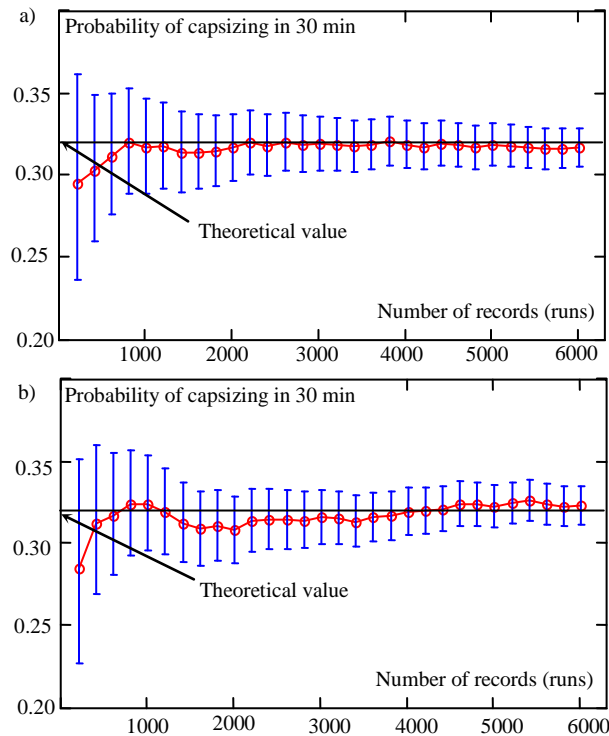 a)
Probability of capsizing in 30 min
0.35
0.30
Theoretical value
0.25
Number of records (runs)
0.20
1000 2000 3000 4000 5000 6000
b)
Probability of capsizing in 30 min
0.35
0.30
Theoretical value
0.25
Number of records (runs)
0.20
1000 2000 3000 4000 5000 6000